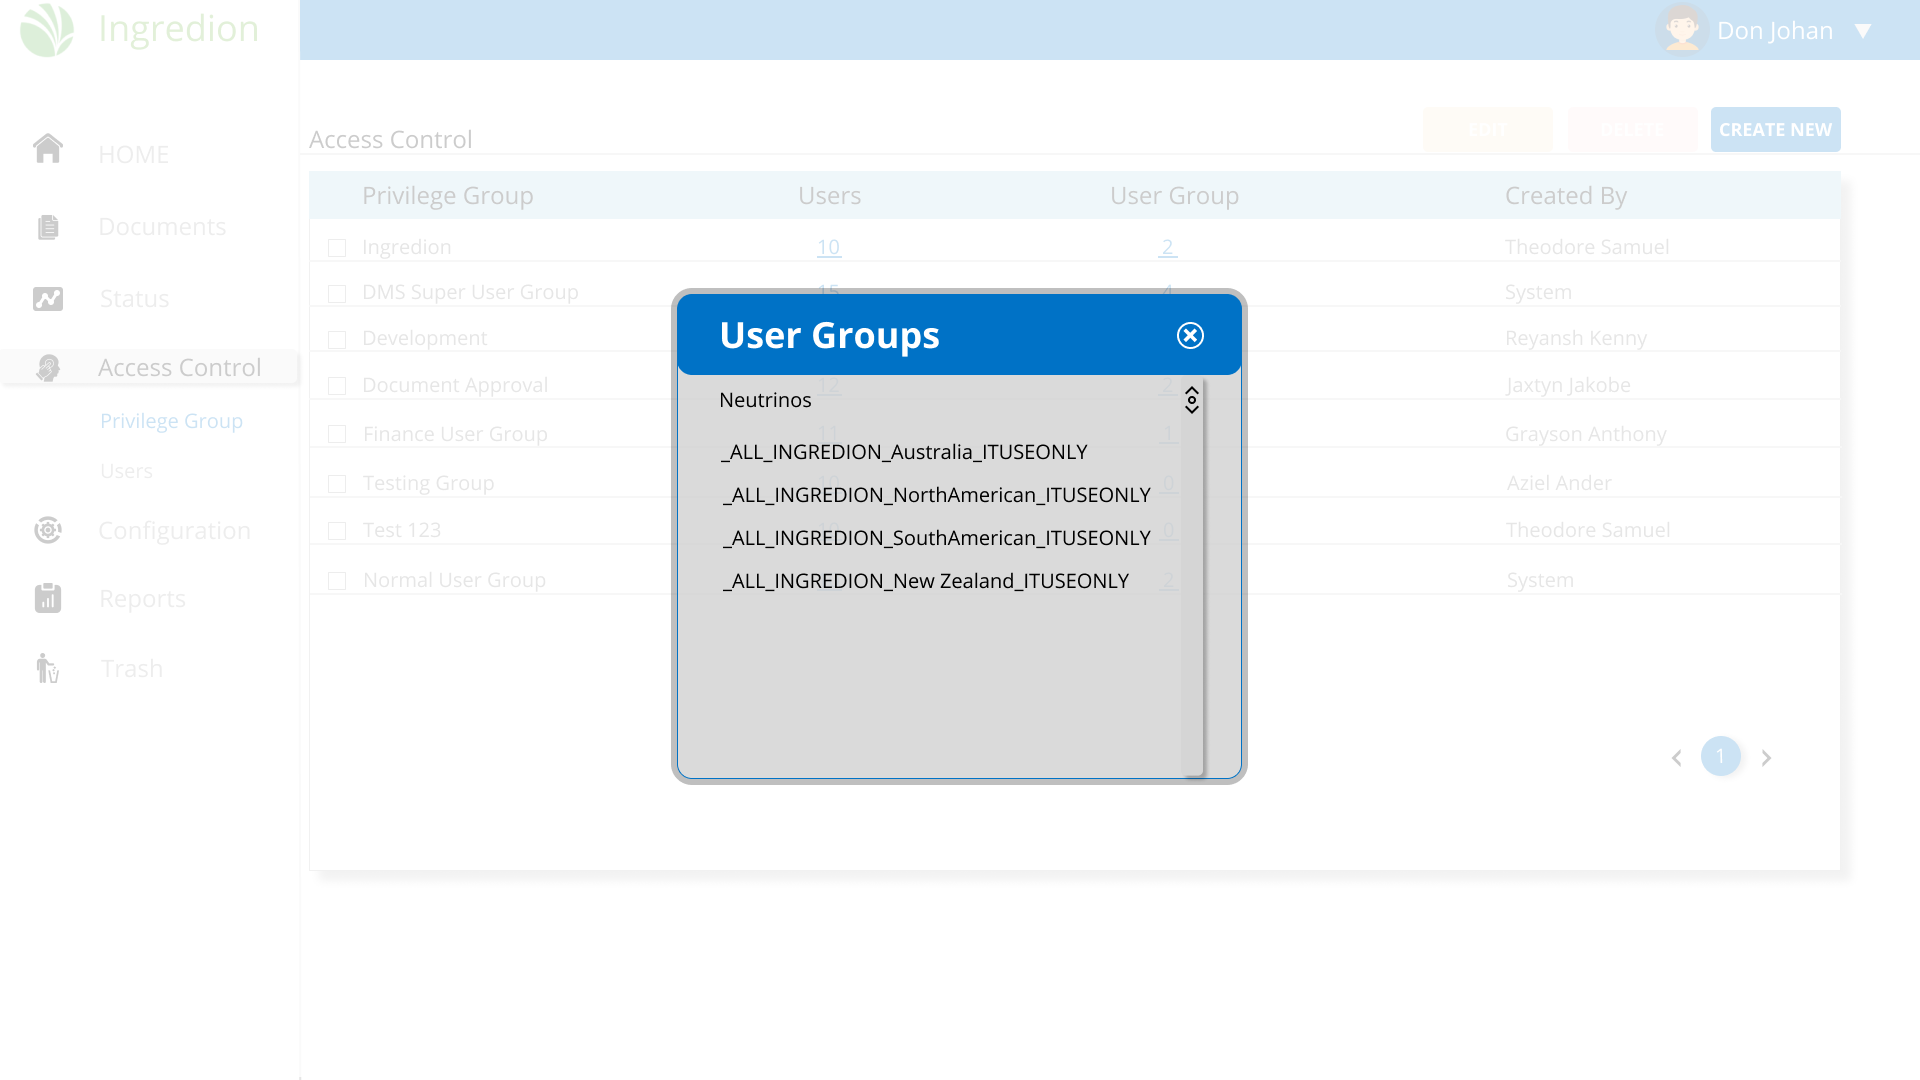 Ingredion
Don Johan ▼
HOME
Documents
Status
Access Control
Privilege Group
Users
Configuration
Reports
Trash
Access Control
EDIT DELETE CREATE NEW
Privilege Group Users User Group Created By
Ingredion 10 2 Theodore Samuel
DMS Super User Group 15 4 System
Development Reyansh Kenny
Document Approval 12 2 Jaxtyn Jakobe
Finance User Group 11 1 Grayson Anthony
Testing Group 10 0 Aziel Ander
Test 123 0 Theodore Samuel
Normal User Group 2 System
User Groups
Neutrinos
_ALL_INGREDION_Australia_ITUSEONLY
_ALL_INGREDION_NorthAmerican_ITUSEONLY
_ALL_INGREDION_SouthAmerican_ITUSEONLY
_ALL_INGREDION_New Zealand_ITUSEONLY
1